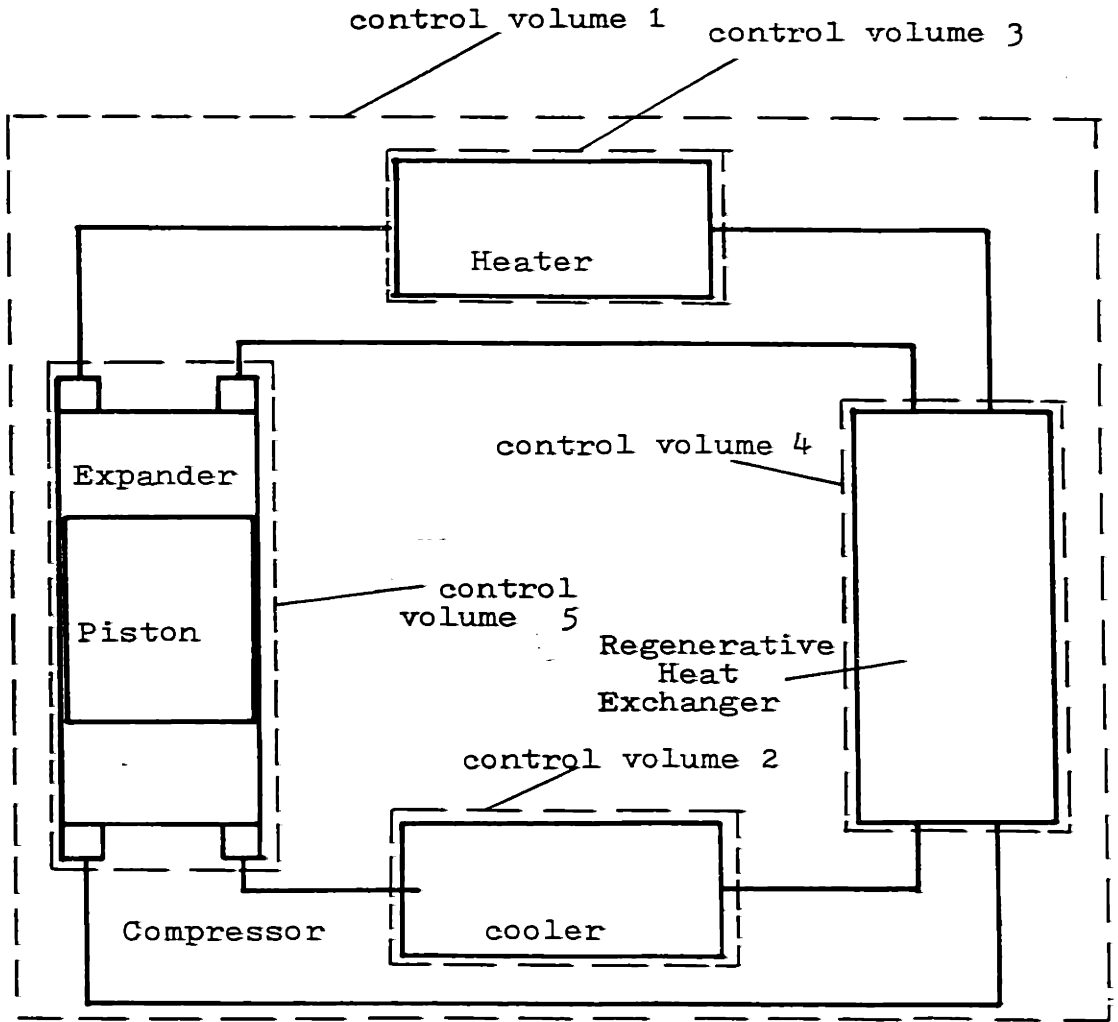 control volume 1
control volume 3
Heater
control volume 4
Expander
control
volume 5
Piston
Regenerative
Heat
Exchanger
control volume 2
Compressor
cooler